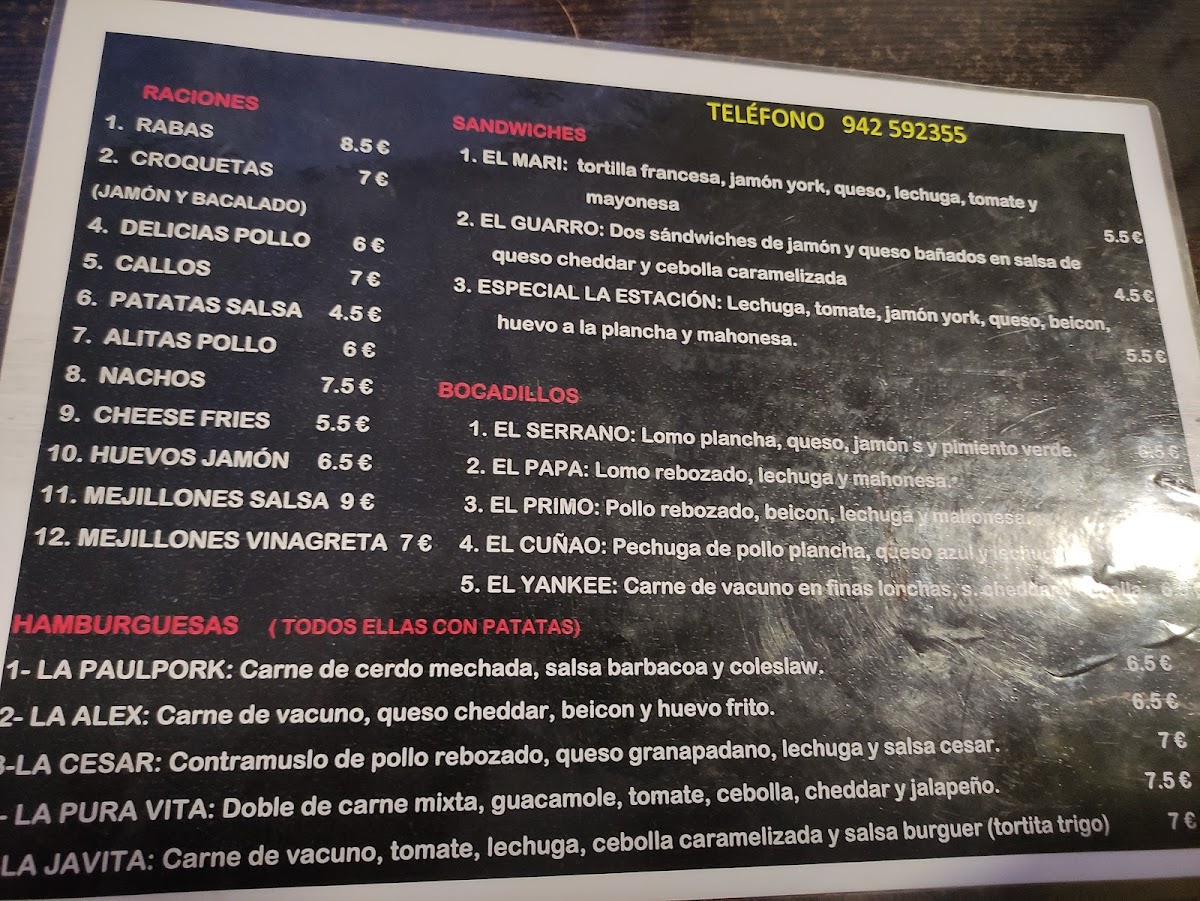 TELÉFONO 942 592355
RACIONES
1. RABAS 8.5 €
2. CROQUETAS 7 €
(JAMÓN Y BACALADO)
4. DELICIAS POLLO 6 €
5. CALLOS 7 €
6. PATATAS SALSA 4.5 €
7. ALITAS POLLO 6 €
8. NACHOS 7.5 €
9. CHEESE FRIES 5.5 €
10. HUEVOS JAMÓN 6.5 €
11. MEJILLONES SALSA 9 €
12. MEJILLONES VINAGRETA 7 €
SANDWICHES
1. EL MARI: tortilla francesa, jamón york, queso, lechuga, tomate y
mayonesa 5.5 €
2. EL GUARRO: Dos sándwiches de jamón y queso bañados en salsa de
queso cheddar y cebolla caramelizada 4.5 €
3. ESPECIAL LA ESTACIÓN: Lechuga, tomate, jamón york, queso, beicon,
huevo a la plancha y mahonesa. 5.5 €
BOCADILLOS
1. EL SERRANO: Lomo plancha, queso, jamón s y pimiento verde. 6.5 €
2. EL PAPA: Lomo rebozado, lechuga y mahonesa.
3. EL PRIMO: Pollo rebozado, beicon, lechuga y mahonesa.
4. EL CUÑAO: Pechuga de pollo plancha, queso azul y
5. EL YANKEE: Carne de vacuno en finas lonchas, s. cheddar
HAMBURGUESAS (TODOS ELLAS CON PATATAS)
1- LA PAULPORK: Carne de cerdo mechada, salsa barbacoa y coleslaw. 6.5 €
2- LA ALEX: Carne de vacuno, queso cheddar, beicon y huevo frito. 6.5 €
3-LA CESAR: Contramuslo de pollo rebozado, queso granapadano, lechuga y salsa cesar. 7 €
- LA PURA VITA: Doble de carne mixta, guacamole, tomate, cebolla, cheddar y jalapeño. 7.5 €
LA JAVITA: Carne de vacuno, tomate, lechuga, cebolla caramelizada y salsa burguer (tortita trigo) 7 €